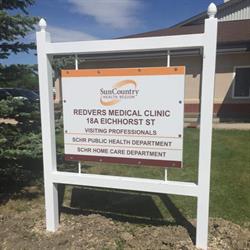 SunCountry
HEALTH REGION
REDVERS MEDICAL CLINIC
18A EICHHORST ST
VISITING PROFESSIONALS
SCHR PUBLIC HEALTH DEPARTMENT
SCHR HOME CARE DEPARTMENT